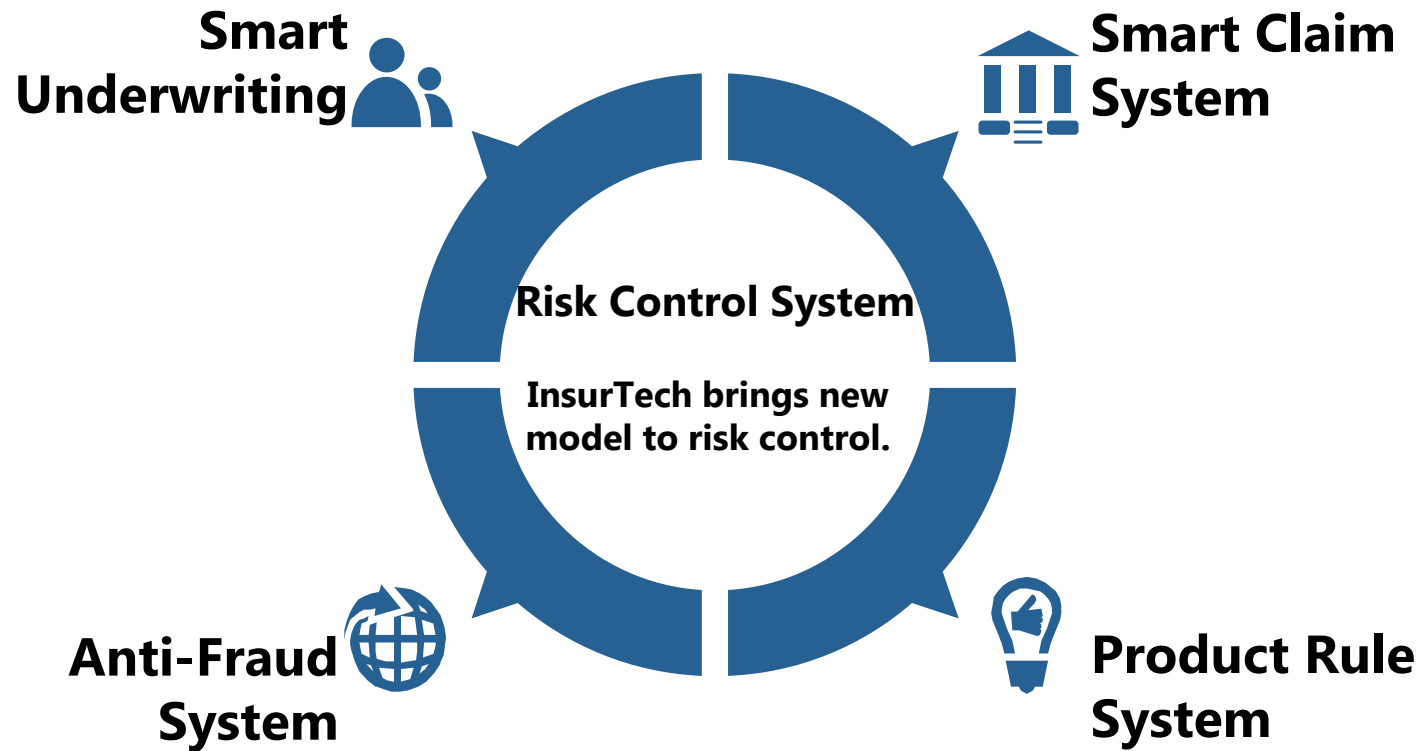 Smart
Underwriting
Smart Claim
System
Risk Control System
InsurTech brings new
model to risk control.
Anti-Fraud
System
Product Rule
System